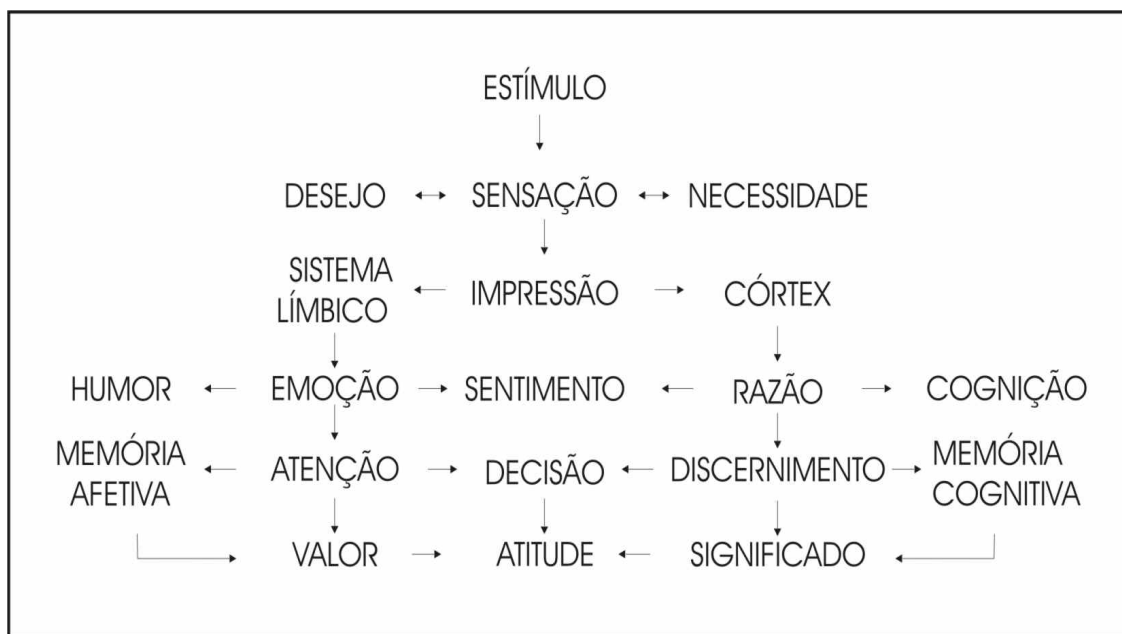 ESTÍMULO
DESEJO SENSAÇÃO NECESSIDADE
SISTEMA
LÍMBICO IMPRESSÃO CÓRTEX
HUMOR EMOÇÃO SENTIMENTO RAZÃO COGNIÇÃO
MEMÓRIA
AFETIVA ATENÇÃO DECISÃO DISCERNIMENTO MEMÓRIA
COGNITIVA
VALOR ATITUDE SIGNIFICADO